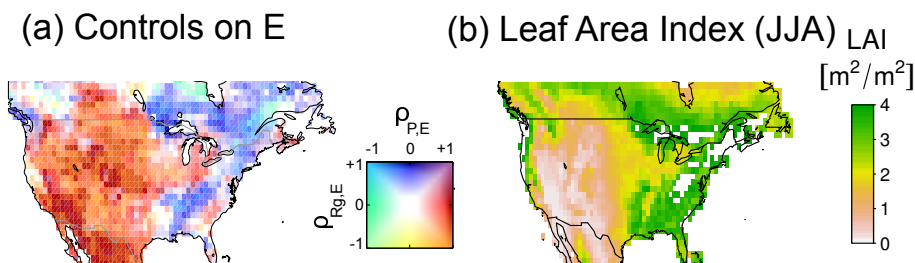 (a) Controls on E
(b) Leaf Area Index (JJA)
LAI
[m²/m²]
ρP,E
-1 0 +1
+1
0
-1
ρRg,E
4
3
2
1
0